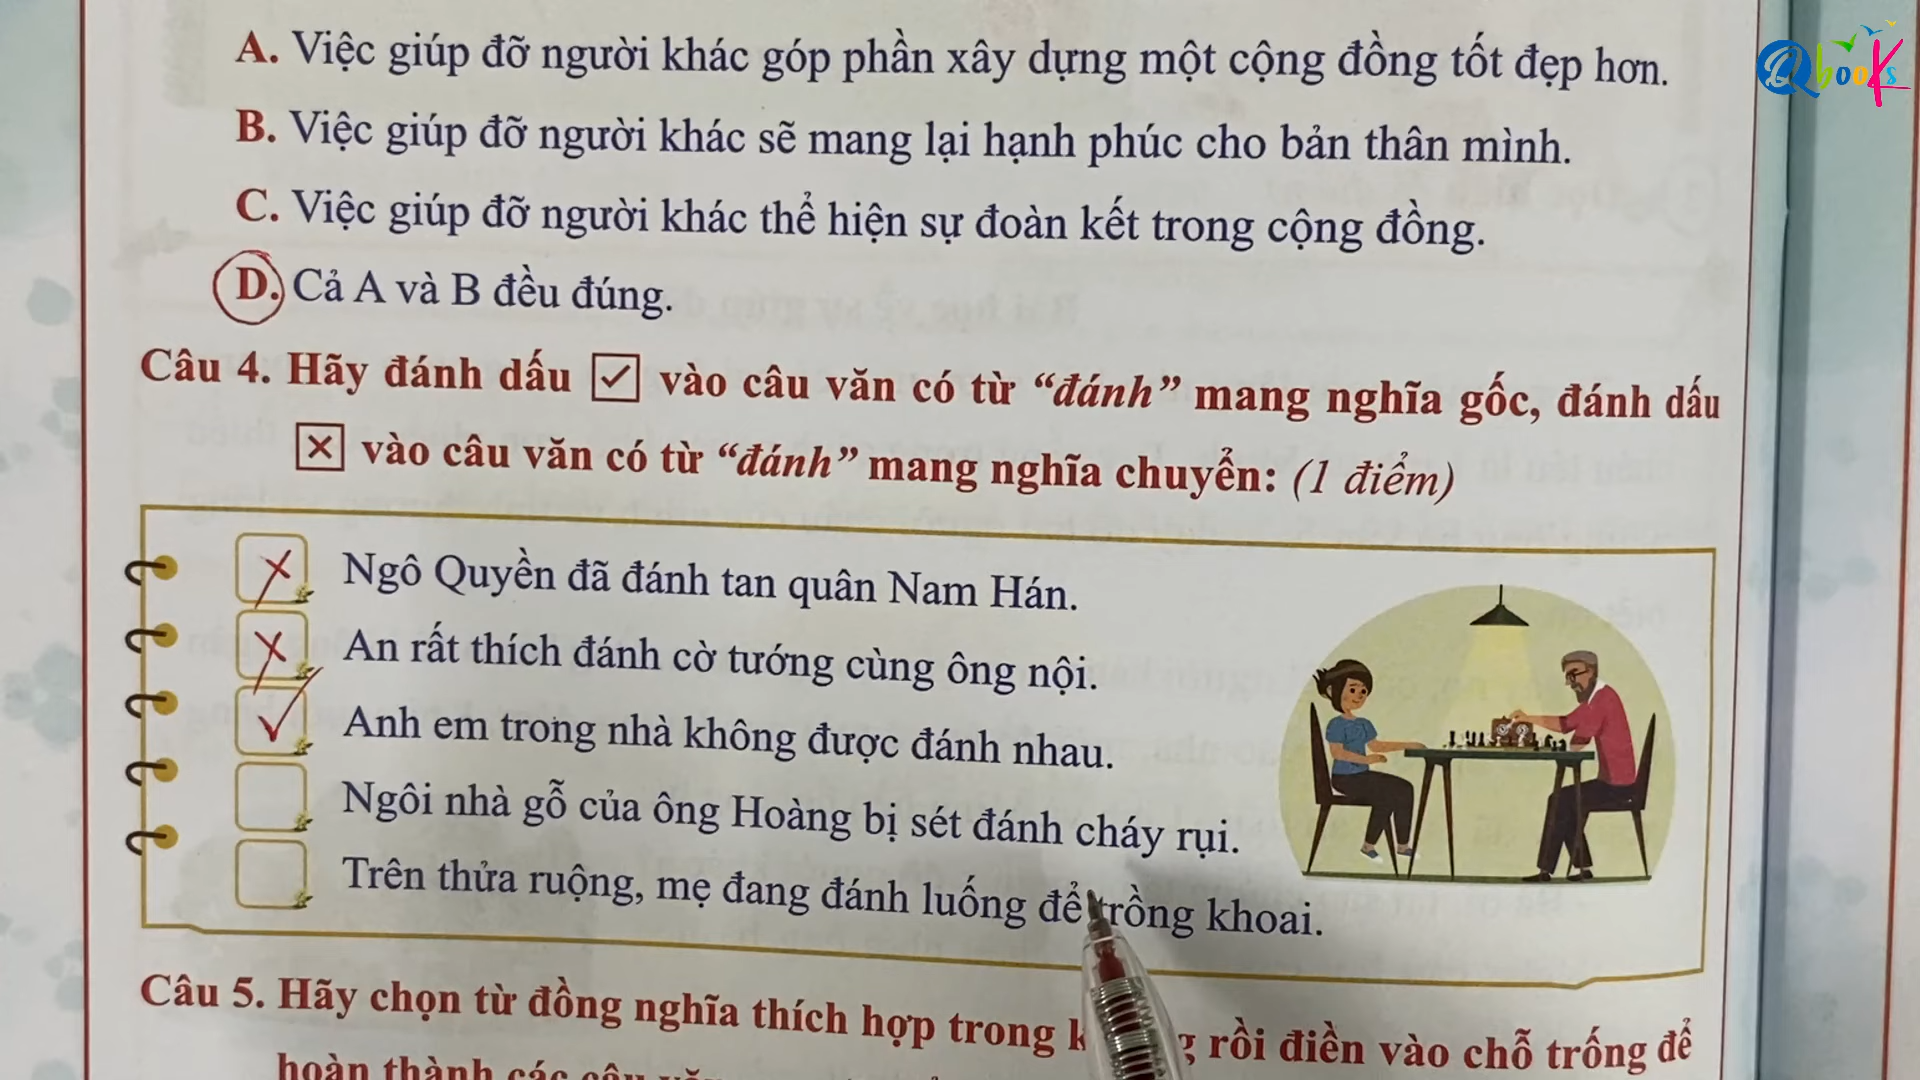 Qbooks
A. Việc giúp đỡ người khác góp phần xây dựng một cộng đồng tốt đẹp hơn.
B. Việc giúp đỡ người khác sẽ mang lại hạnh phúc cho bản thân mình.
C. Việc giúp đỡ người khác thể hiện sự đoàn kết trong cộng đồng.
D. Cả A và B đều đúng.
Câu 4. Hãy đánh dấu ✓ vào câu văn có từ “đánh” mang nghĩa gốc, đánh dấu
× vào câu văn có từ “đánh” mang nghĩa chuyển: (1 điểm)
× Ngô Quyền đã đánh tan quân Nam Hán.
× An rất thích đánh cờ tướng cùng ông nội.
✓ Anh em trong nhà không được đánh nhau.
Ngôi nhà gỗ của ông Hoàng bị sét đánh cháy rụi.
Trên thửa ruộng, mẹ đang đánh luống để trồng khoai.
Câu 5. Hãy chọn từ đồng nghĩa thích hợp trong rồi điền vào chỗ trống để
hoàn thành các câu